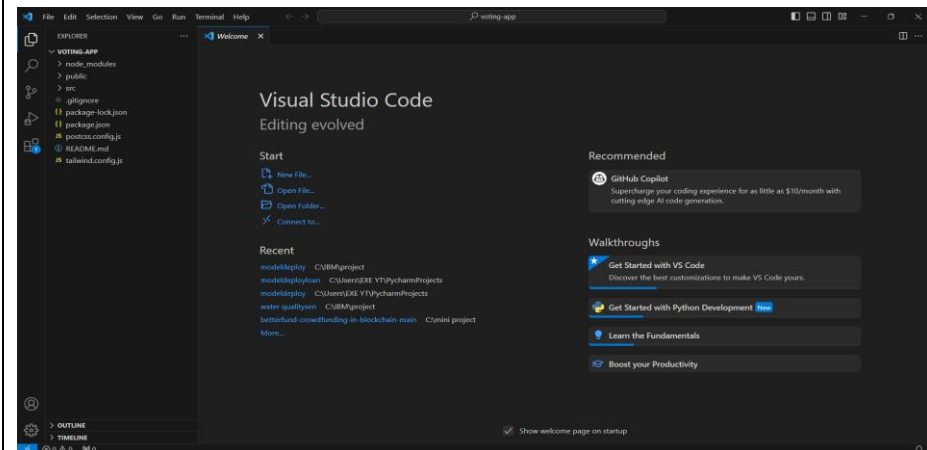 File Edit Selection View Go Run Terminal Help
voting-app
EXPLORER
Welcome
VOTING-APP
node_modules
public
src
.gitignore
{} package-lock.json
{} package.json
JS postcss.config.js
README.md
JS tailwind.config.js
OUTLINE
TIMELINE
Visual Studio Code
Editing evolved
Start
New File...
Open File...
Open Folder...
Connect to...
Recent
modeldeploy C:\IBM\project
modeldeployloan C:\Users\EXE YT\PycharmProjects
modeldeploy C:\Users\EXE YT\PycharmProjects
water qualitysen C:\IBM\project
betterfund-crowdfunding-in-blockchain-main C:\mini project
More...
Recommended
GitHub Copilot
Supercharge your coding experience for as little as $10/month with
cutting edge AI code generation.
Walkthroughs
Get Started with VS Code
Discover the best customizations to make VS Code yours.
Get Started with Python Development New
Learn the Fundamentals
Boost your Productivity
Show welcome page on startup